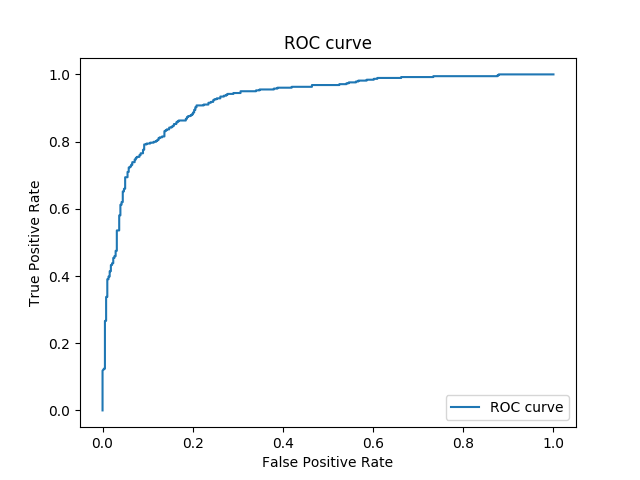 ROC curve
1.0
0.8
0.6
0.4
0.2
0.0
True Positive Rate
ROC curve
0.0 0.2 0.4 0.6 0.8 1.0
False Positive Rate